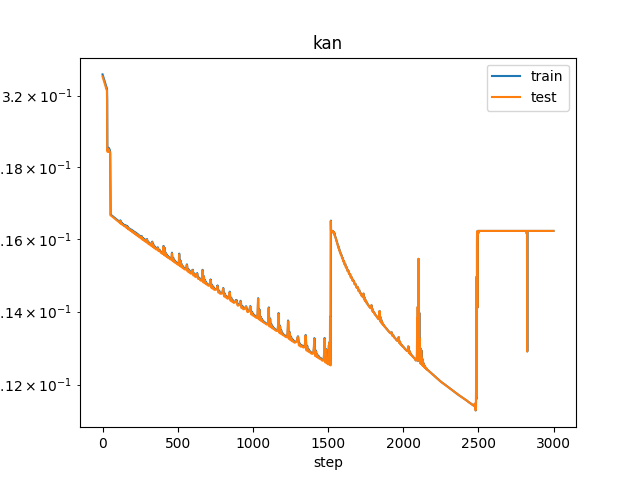 kan
3.2 × 10⁻¹
.18 × 10⁻¹
.16 × 10⁻¹
.14 × 10⁻¹
.12 × 10⁻¹
train
test
0 500 1000 1500 2000 2500 3000
step